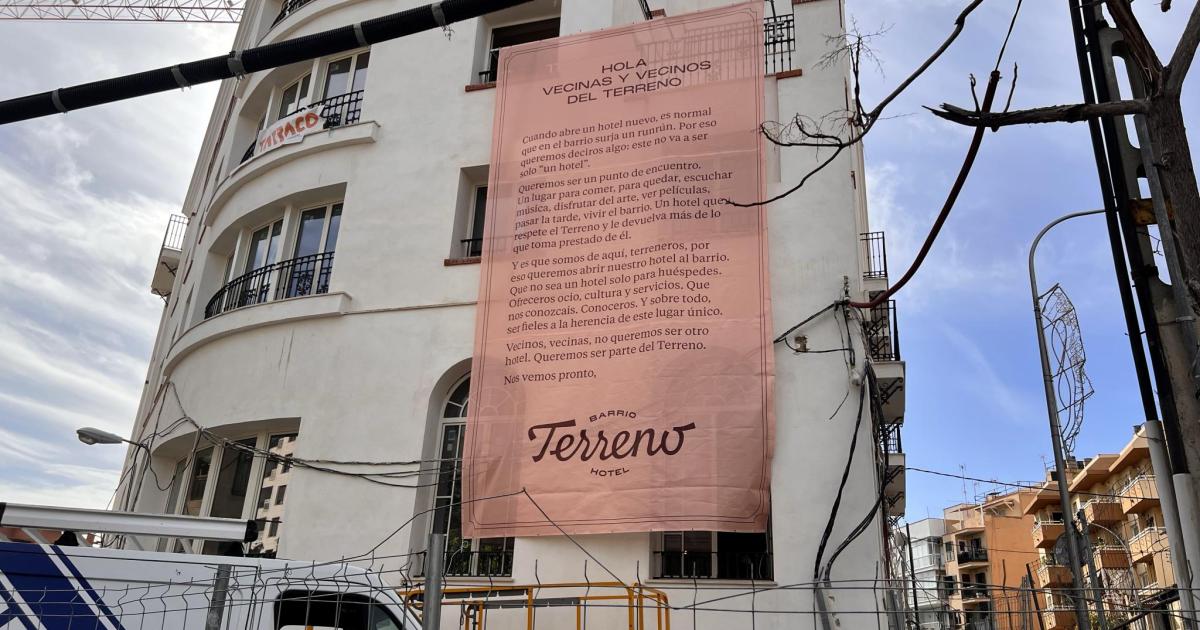 TABACO
HOLA
VECINAS Y VECINOS
DEL TERRENO
Cuando abre un hotel nuevo, es normal
que en el barrio surja un runrún. Por eso
queremos deciros algo: este no va a ser
solo “un hotel”.
Queremos ser un punto de encuentro.
Un lugar para comer, para quedar, escuchar
música, disfrutar del arte, ver películas,
pasar la tarde, vivir el barrio. Un hotel que
respete el Terreno y le devuelva más de lo
que toma prestado de él.
Y es que somos de aquí, terreneros, por
eso queremos abrir nuestro hotel al barrio.
Que no sea un hotel solo para huéspedes.
Ofreceros ocio, cultura y servicios. Que
nos conozcais. Conoceros. Y sobre todo,
ser fieles a la herencia de este lugar único.
Vecinos, vecinas, no queremos ser otro
hotel. Queremos ser parte del Terreno.
Nos vemos pronto,
BARRIO
Terreno
HOTEL